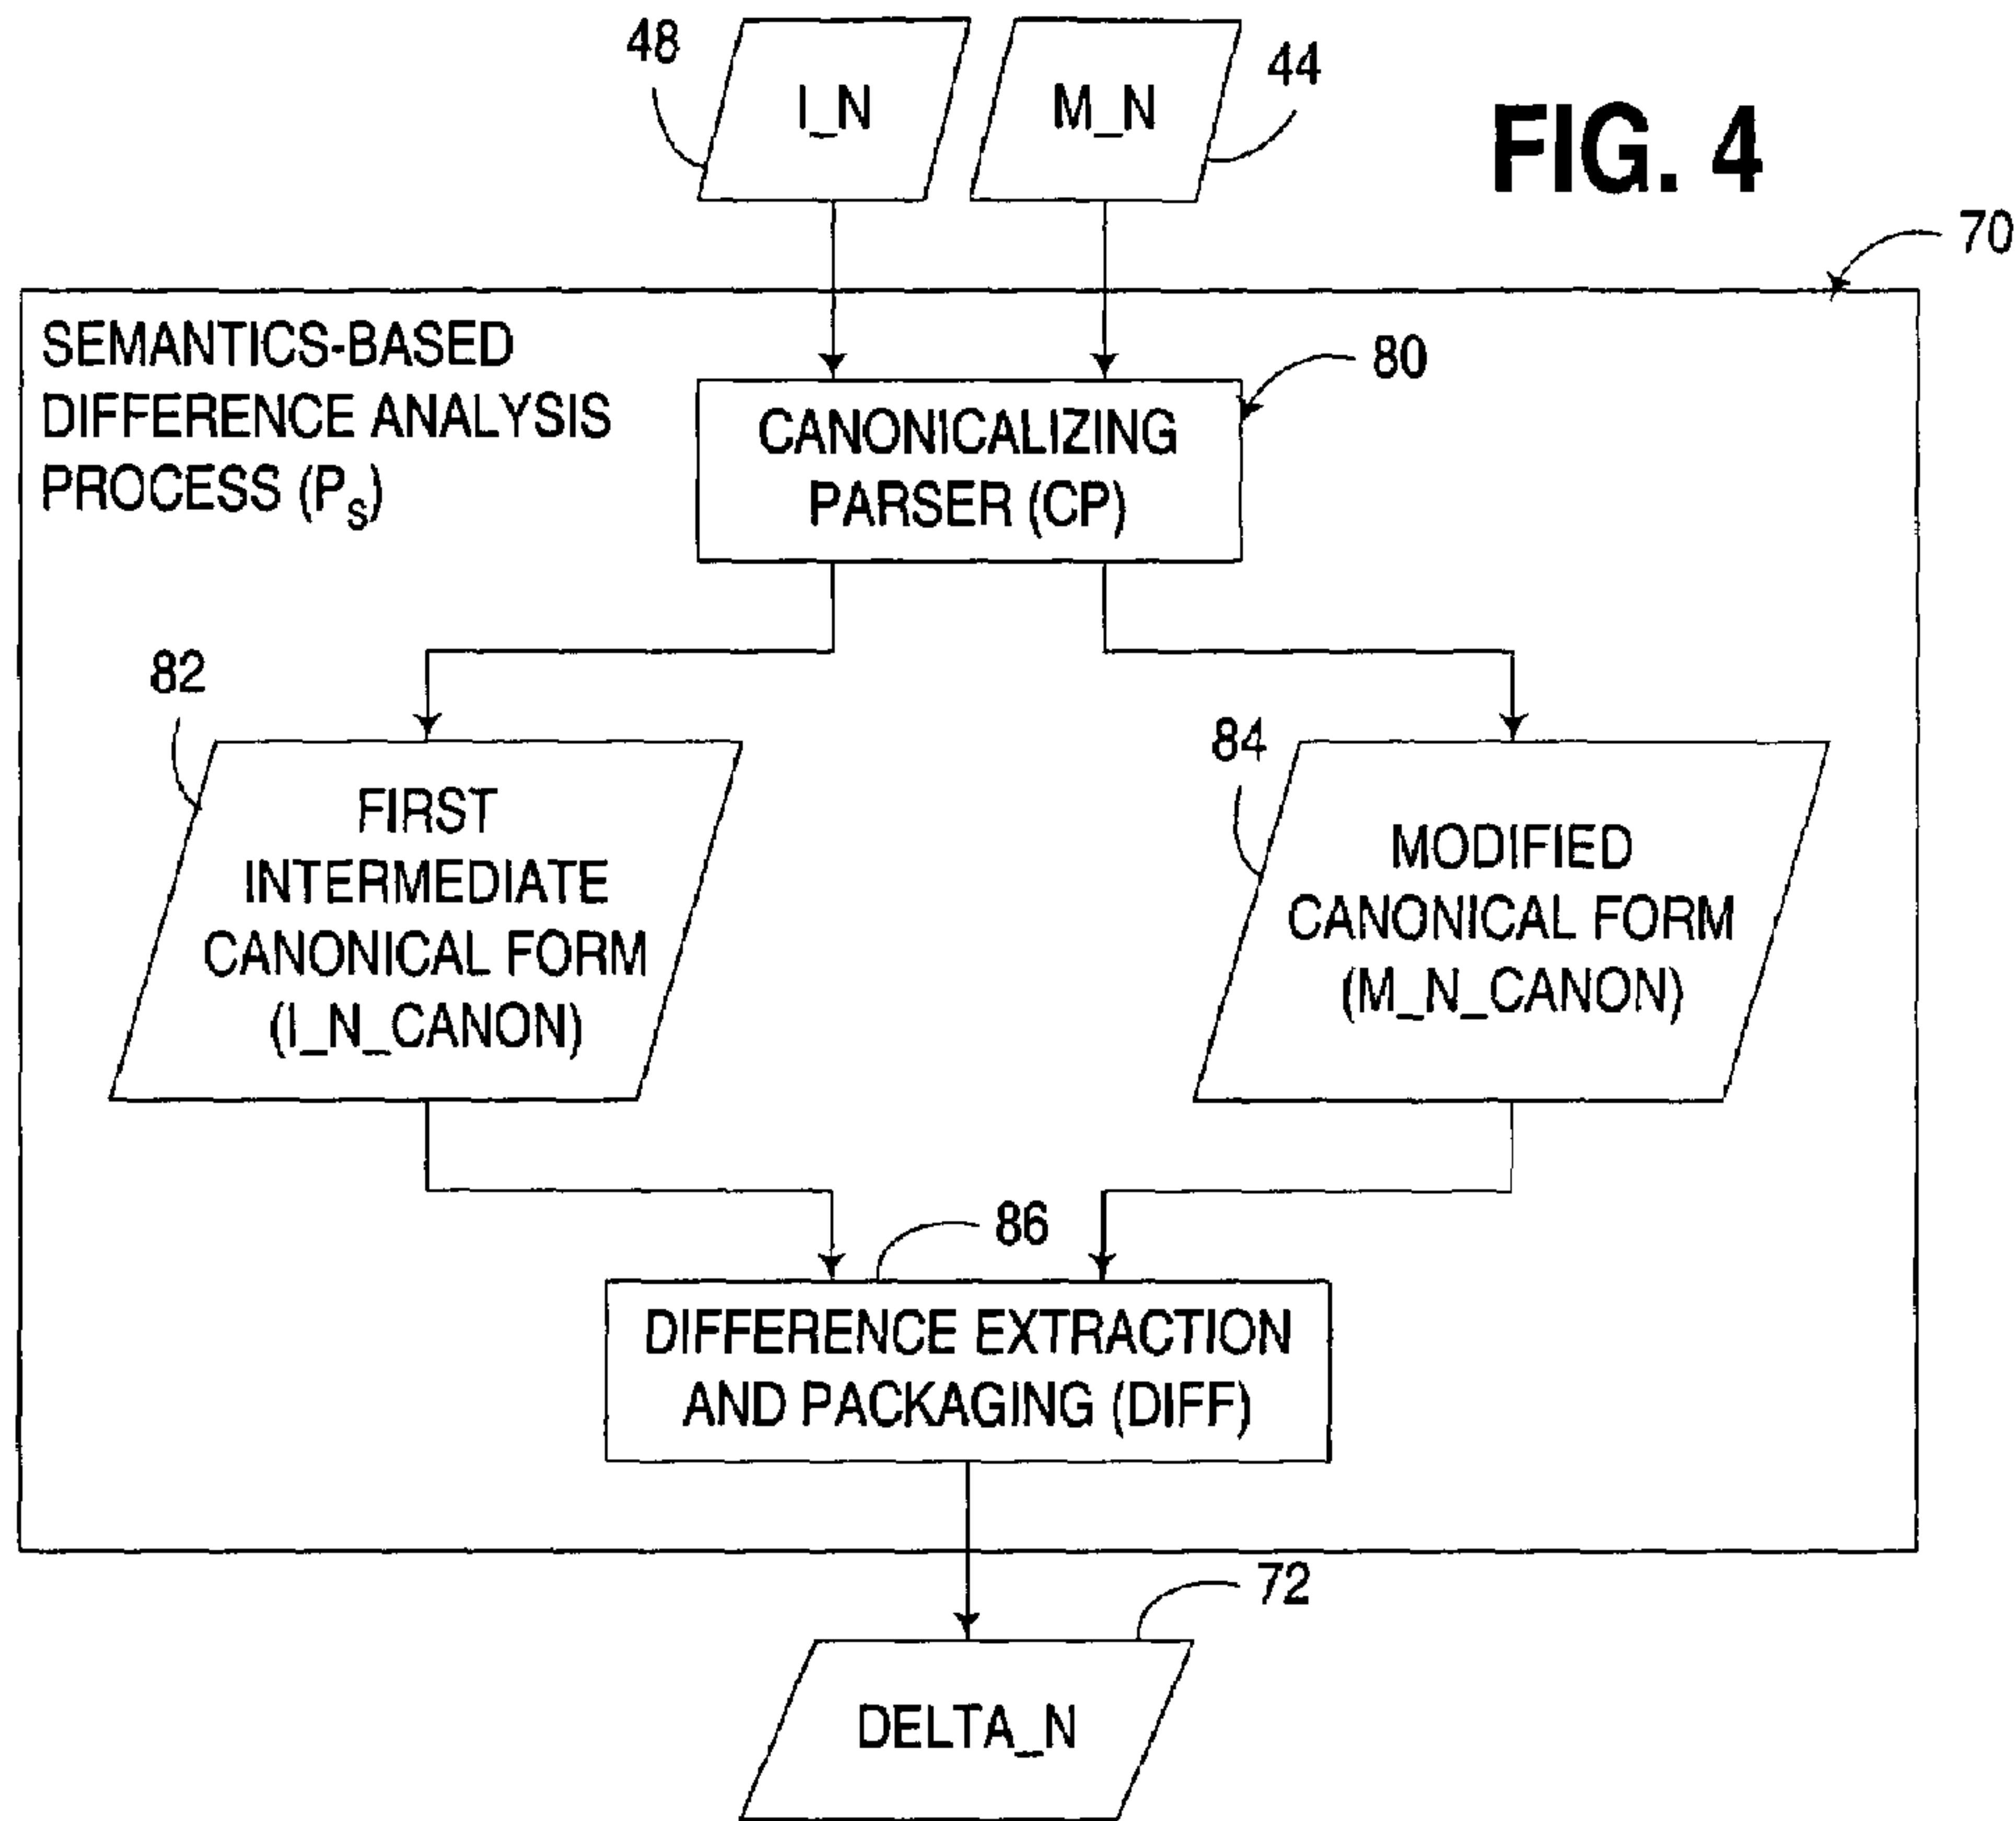 48
I_N
M_N
44
FIG. 4
70
SEMANTICS-BASED
DIFFERENCE ANALYSIS
PROCESS (PS)
80
CANONICALIZING
PARSER (CP)
82
FIRST
INTERMEDIATE
CANONICAL FORM
(I_N_CANON)
84
MODIFIED
CANONICAL FORM
(M_N_CANON)
86
DIFFERENCE EXTRACTION
AND PACKAGING (DIFF)
72
DELTA_N